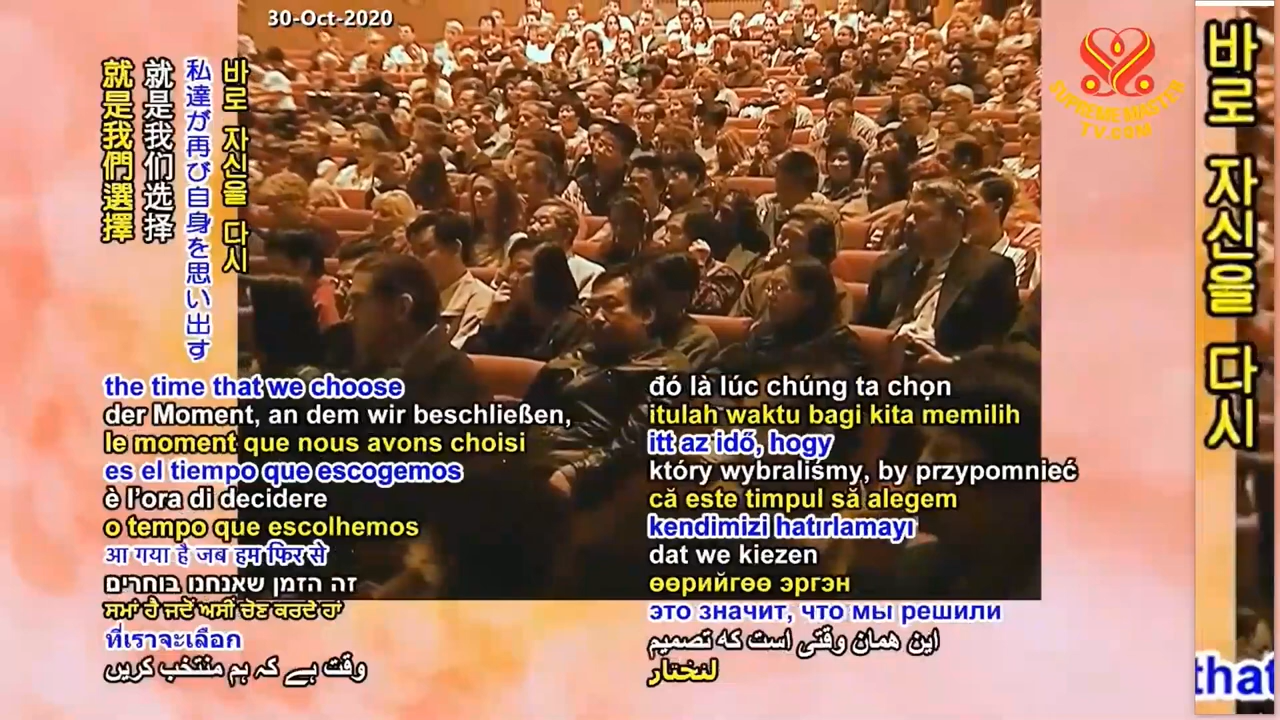 30-Oct-2020
SUPREME MASTER
TV.COM
바로 자신을 다시
私達が再び自身を思い出す
就是我们选择
就是我們選擇
the time that we choose
der Moment, an dem wir beschließen,
le moment que nous avons choisi
es el tiempo que escogemos
è l’ora di decidere
o tempo que escolhemos
आ गया है जब हम फिर से
זה הזמן שאנחנו בוחרים
ਸਮਾਂ ਹੈ ਜਦੋਂ ਅਸੀਂ ਚੋਣ ਕਰਦੇ ਹਾਂ
ที่เราจะเลือก
وقت ہے کہ ہم منتخب کریں
đó là lúc chúng ta chọn
itulah waktu bagi kita memilih
itt az idő, hogy
który wybraliśmy, by przypomnieć
că este timpul să alegem
kendimizi hatırlamayı
dat we kiezen
өөрийгөө эргэн
это значит, что мы решили
این همان وقتی است که تصمیم
لنختار
바로 자신을 다시
that